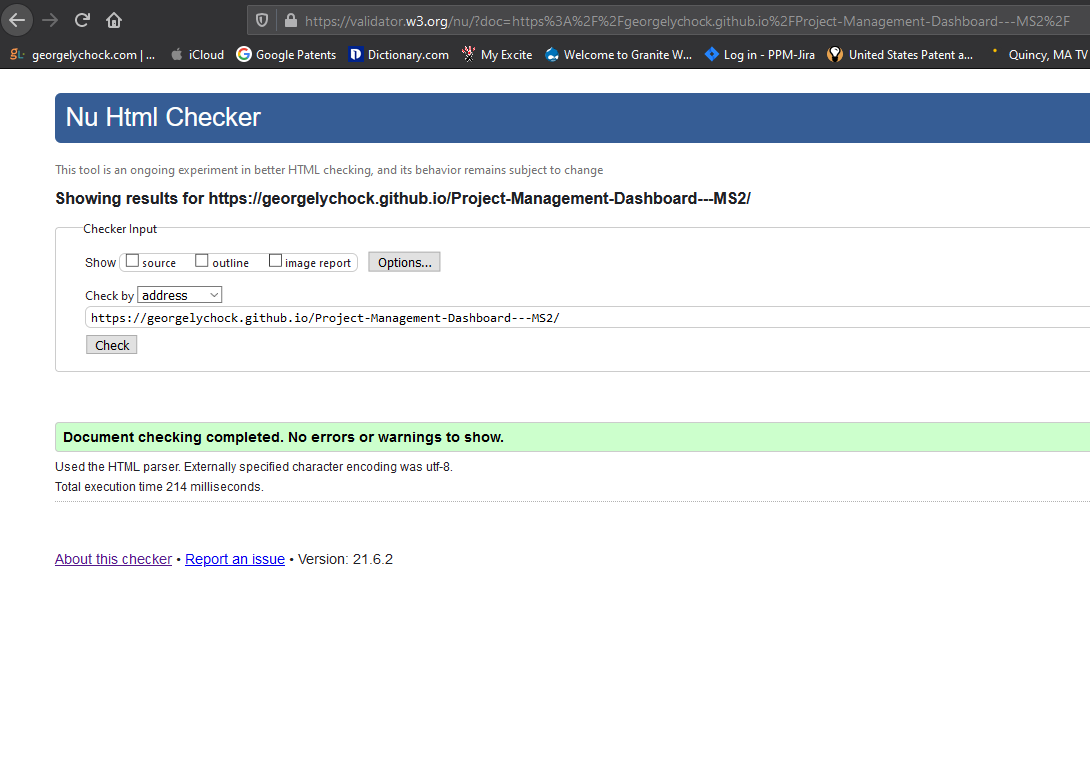 https://validator.w3.org/nu/?doc=https%3A%2F%2Fgeorgelychock.github.io%2FProject-Management-Dashboard---MS2%2F
georgelychock.com | ... iCloud Google Patents Dictionary.com My Excite Welcome to Granite W... Log in - PPM-Jira United States Patent a... Quincy, MA TV
Nu Html Checker
This tool is an ongoing experiment in better HTML checking, and its behavior remains subject to change
Showing results for https://georgelychock.github.io/Project-Management-Dashboard---MS2/
Checker Input
Show source outline image report Options...
Check by address
https://georgelychock.github.io/Project-Management-Dashboard---MS2/
Check
Document checking completed. No errors or warnings to show.
Used the HTML parser. Externally specified character encoding was utf-8.
Total execution time 214 milliseconds.
About this checker • Report an issue • Version: 21.6.2